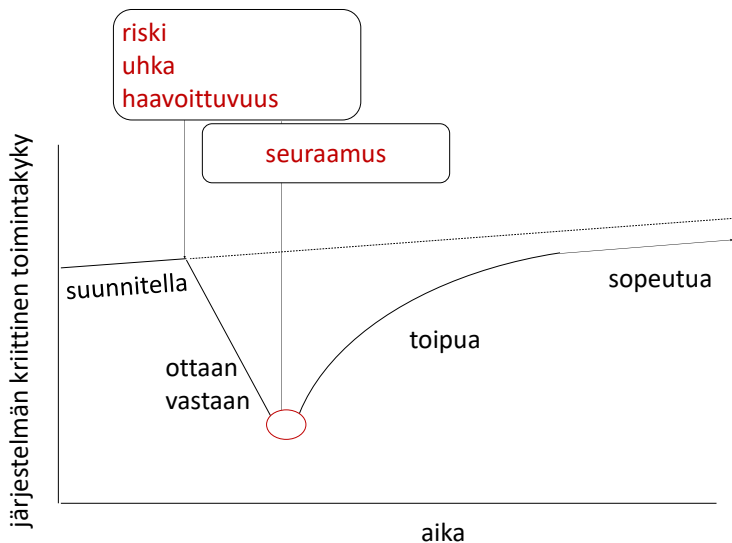 riski
uhka
haavoittuvuus
seuraamus
järjestelmän kriittinen toimintakyky
suunnitella
ottaan
vastaan
toipua
sopeutua
aika